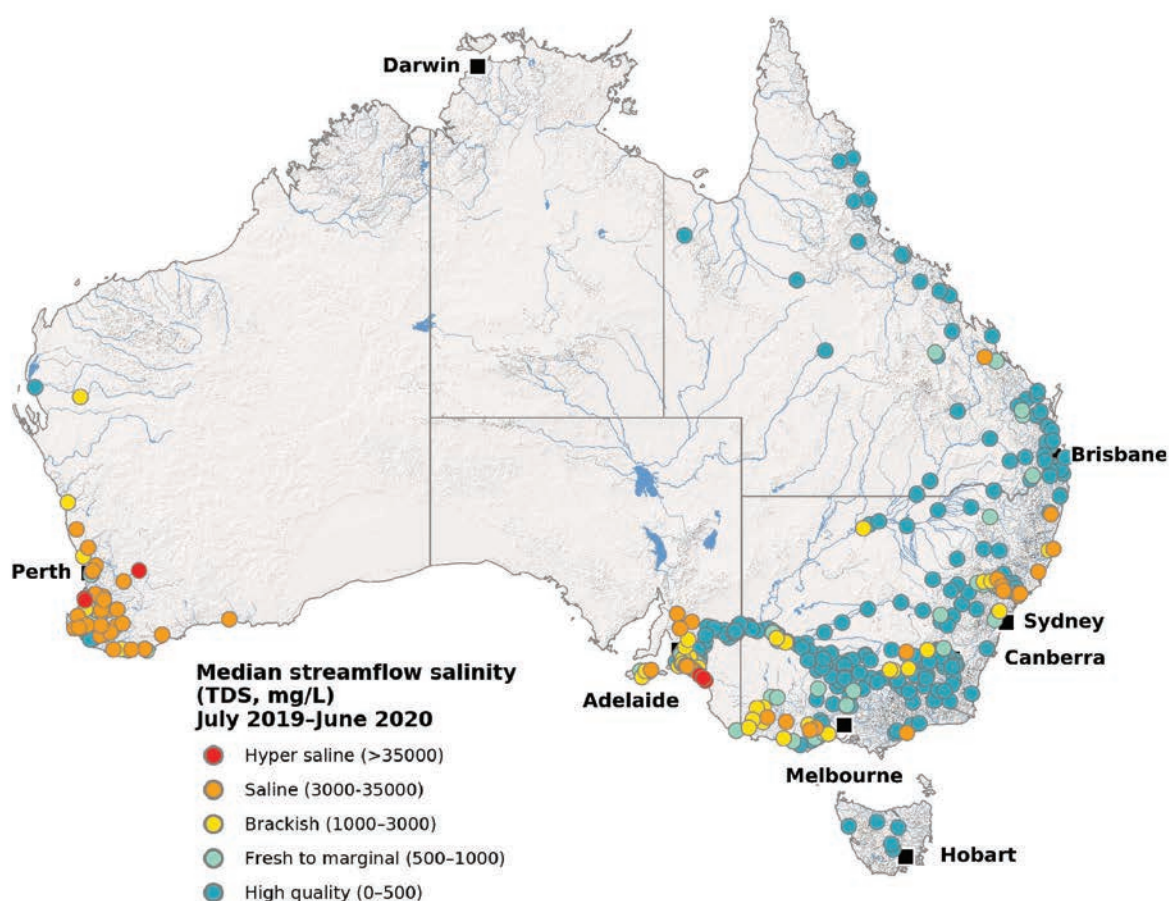 Darwin
Brisbane
Perth
Sydney
Canberra
Adelaide
Melbourne
Hobart
Median streamflow salinity
(TDS, mg/L)
July 2019–June 2020
Hyper saline (>35000)
Saline (3000-35000)
Brackish (1000–3000)
Fresh to marginal (500–1000)
High quality (0–500)